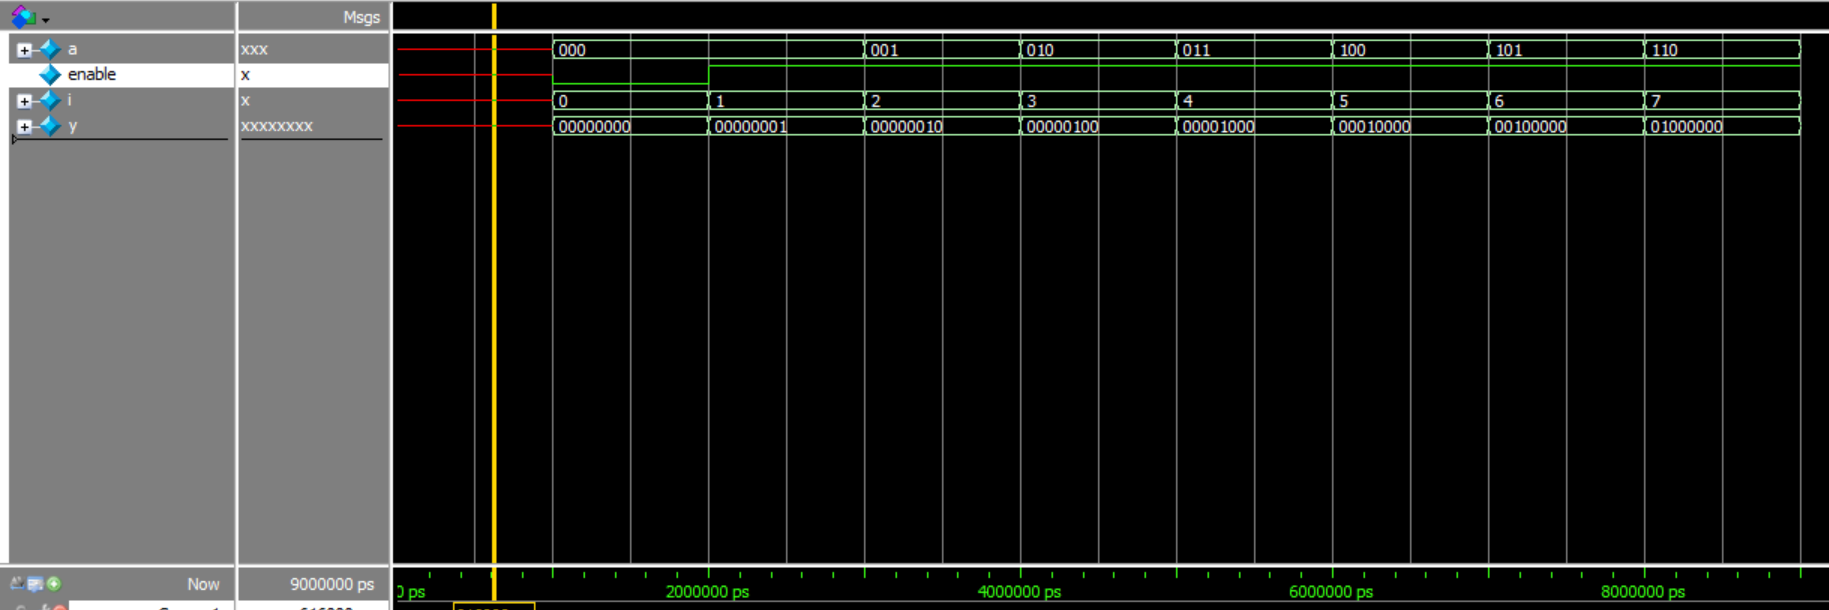 Msgs
a xxx 000 001 010 011 100 101 110
enable x
i x 0 1 2 3 4 5 6 7
y xxxxxxxx 00000000 00000001 00000010 00000100 00001000 00010000 00100000 01000000
Now 9000000 ps 0 ps 2000000 ps 4000000 ps 6000000 ps 8000000 ps